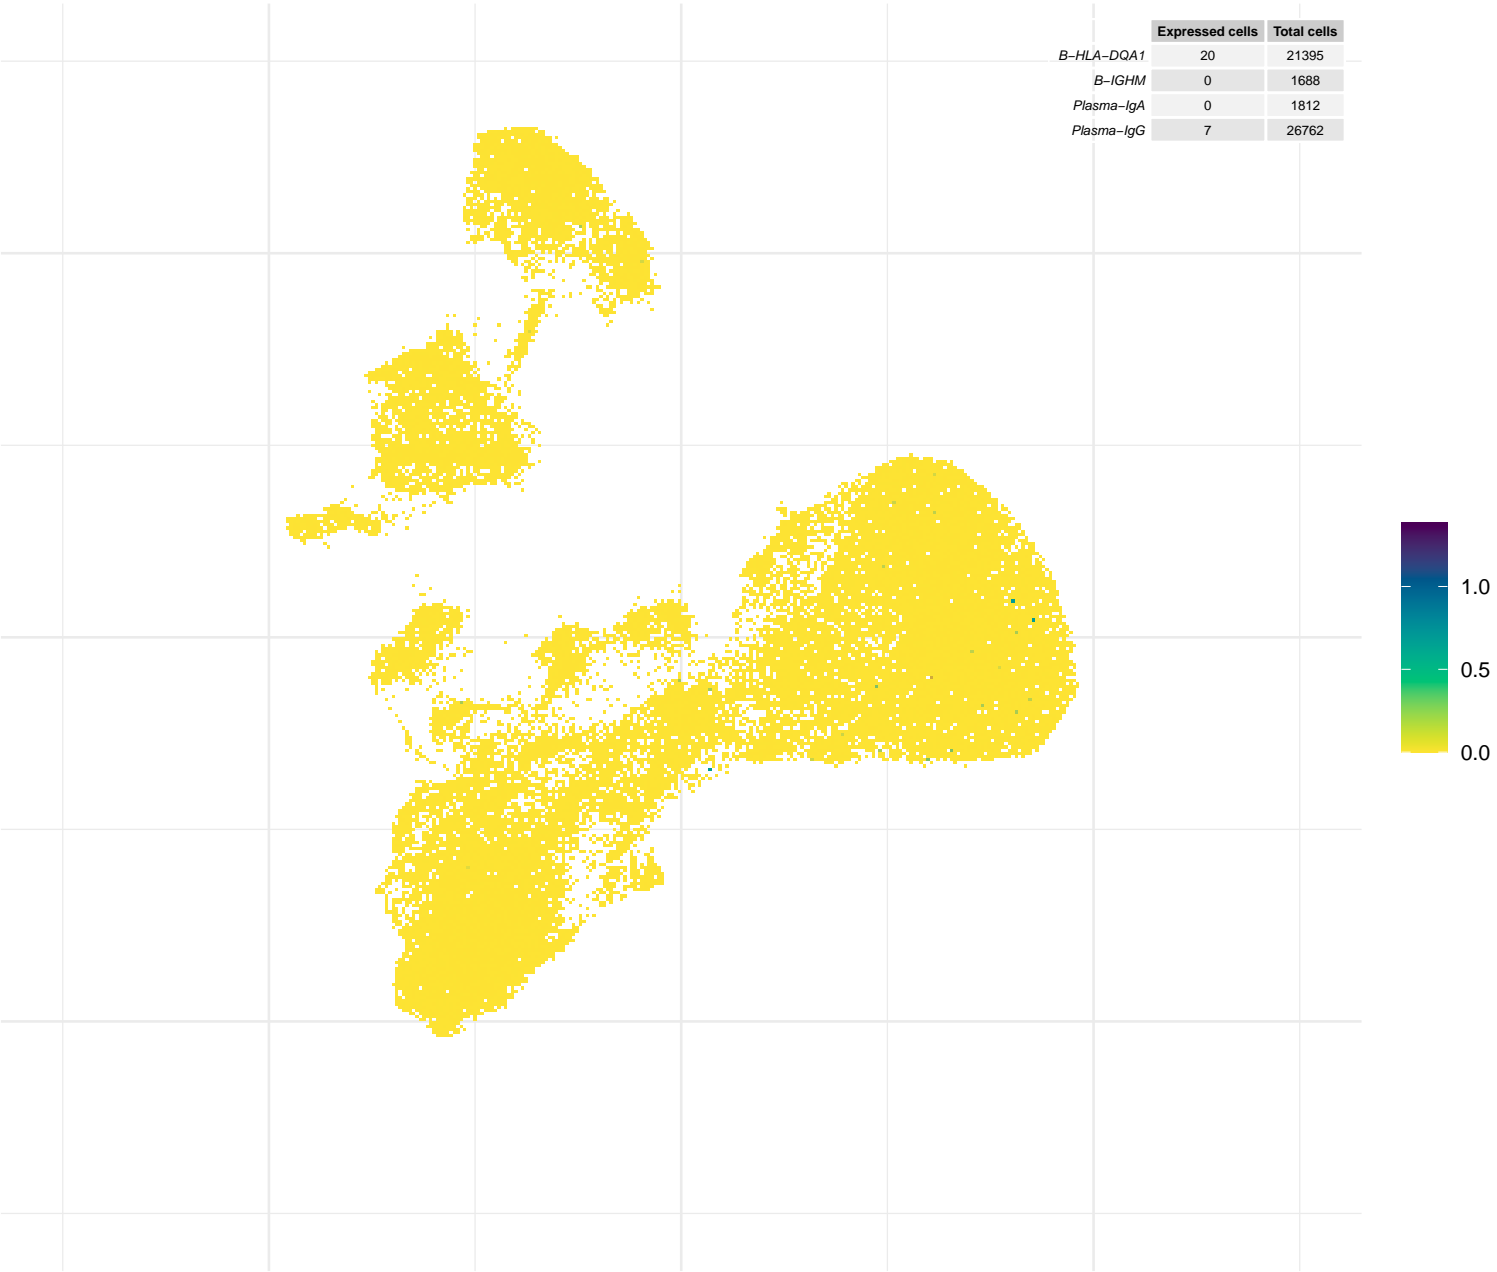 Expressed cells Total cells
B−HLA−DQA1 20 21395
B−IGHM 0 1688
Plasma−IgA 0 1812
Plasma−IgG 7 26762
1.0
0.5
0.0